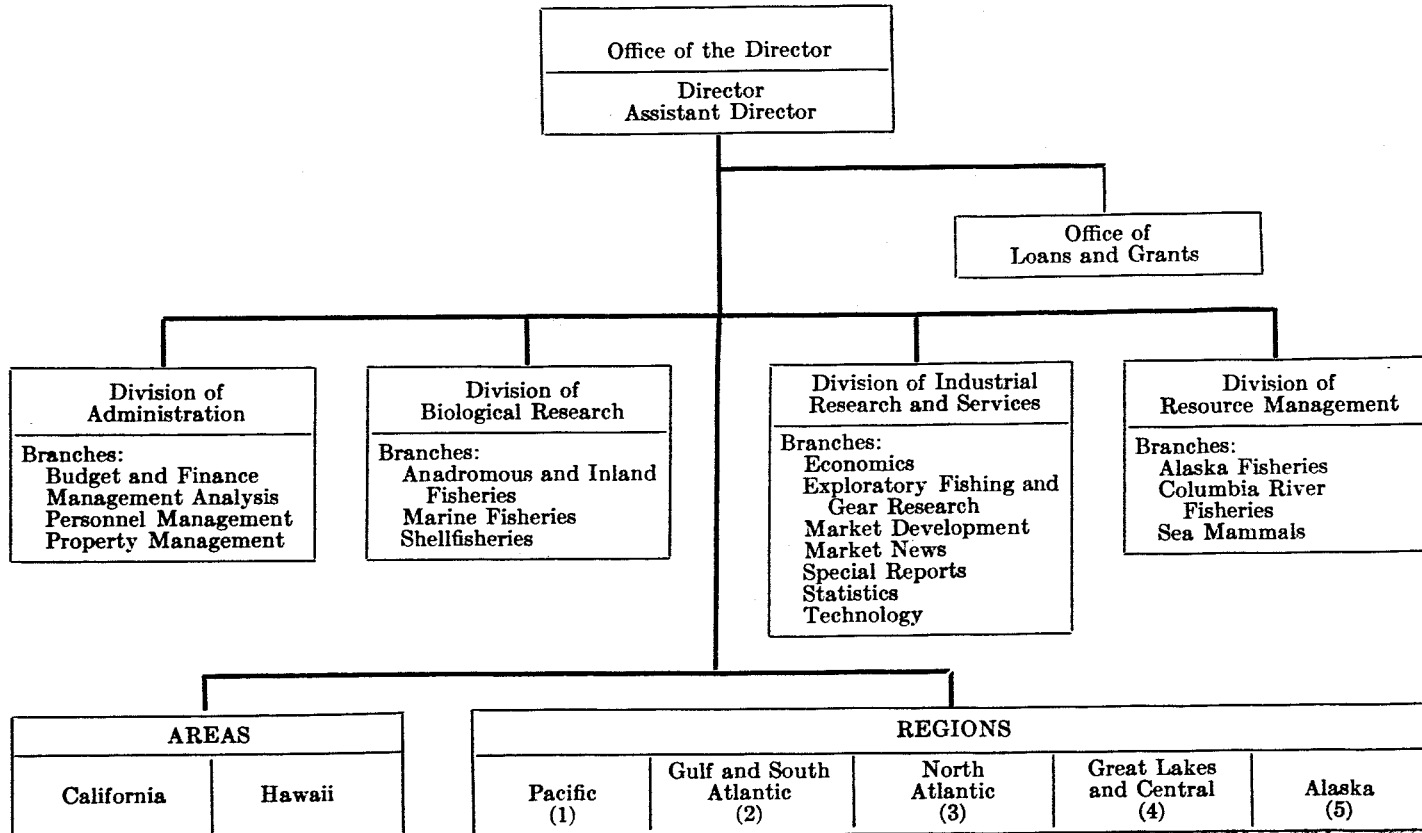 Office of the Director
Director
Assistant Director
Office of
Loans and Grants
Division of
Administration
Branches:
Budget and Finance
Management Analysis
Personnel Management
Property Management
Division of
Biological Research
Branches:
Anadromous and Inland
Fisheries
Marine Fisheries
Shellfisheries
Division of Industrial
Research and Services
Branches:
Economics
Exploratory Fishing and
Gear Research
Market Development
Market News
Special Reports
Statistics
Technology
Division of
Resource Management
Branches:
Alaska Fisheries
Columbia River
Fisheries
Sea Mammals
AREAS
California
Hawaii
REGIONS
Pacific
(1)
Gulf and South
Atlantic
(2)
North
Atlantic
(3)
Great Lakes
and Central
(4)
Alaska
(5)